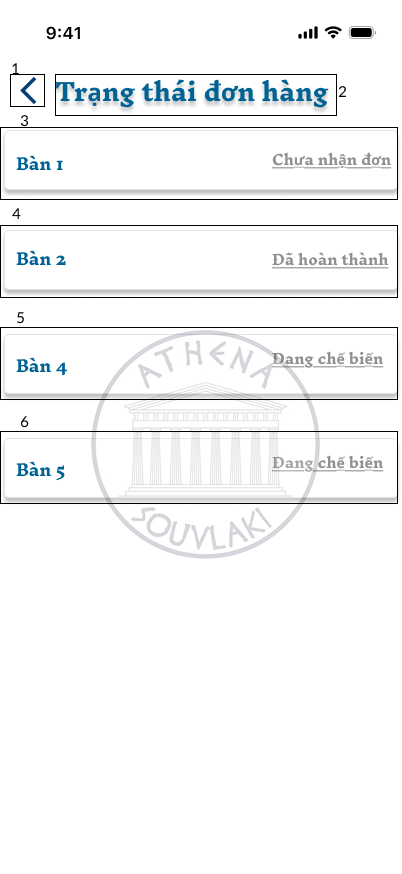 9:41
1
Trạng thái đơn hàng 2
3
Bàn 1 Chưa nhận đơn
4
Bàn 2 Đã hoàn thành
5
Bàn 4 Đang chế biến
6
Bàn 5 Đang chế biến
ATHENA
SOUVLAKI